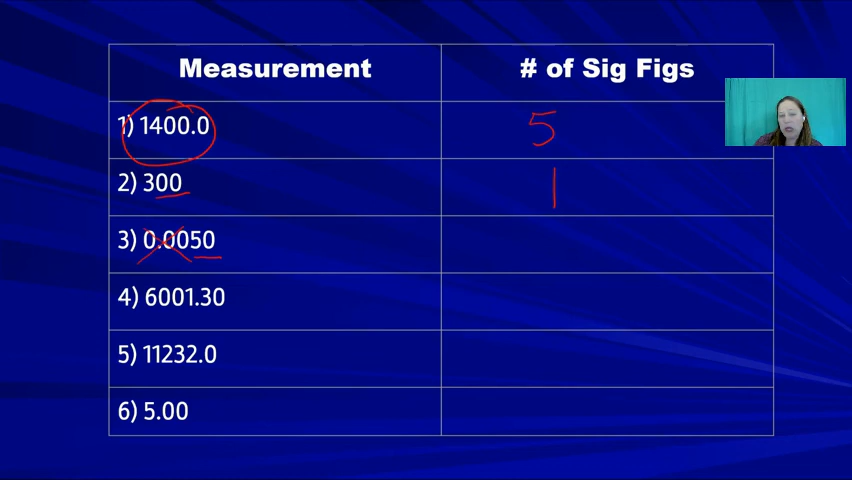 Measurement # of Sig Figs
1) 1400.0 5
2) 300 1
3) 0.0050
4) 6001.30
5) 11232.0
6) 5.00